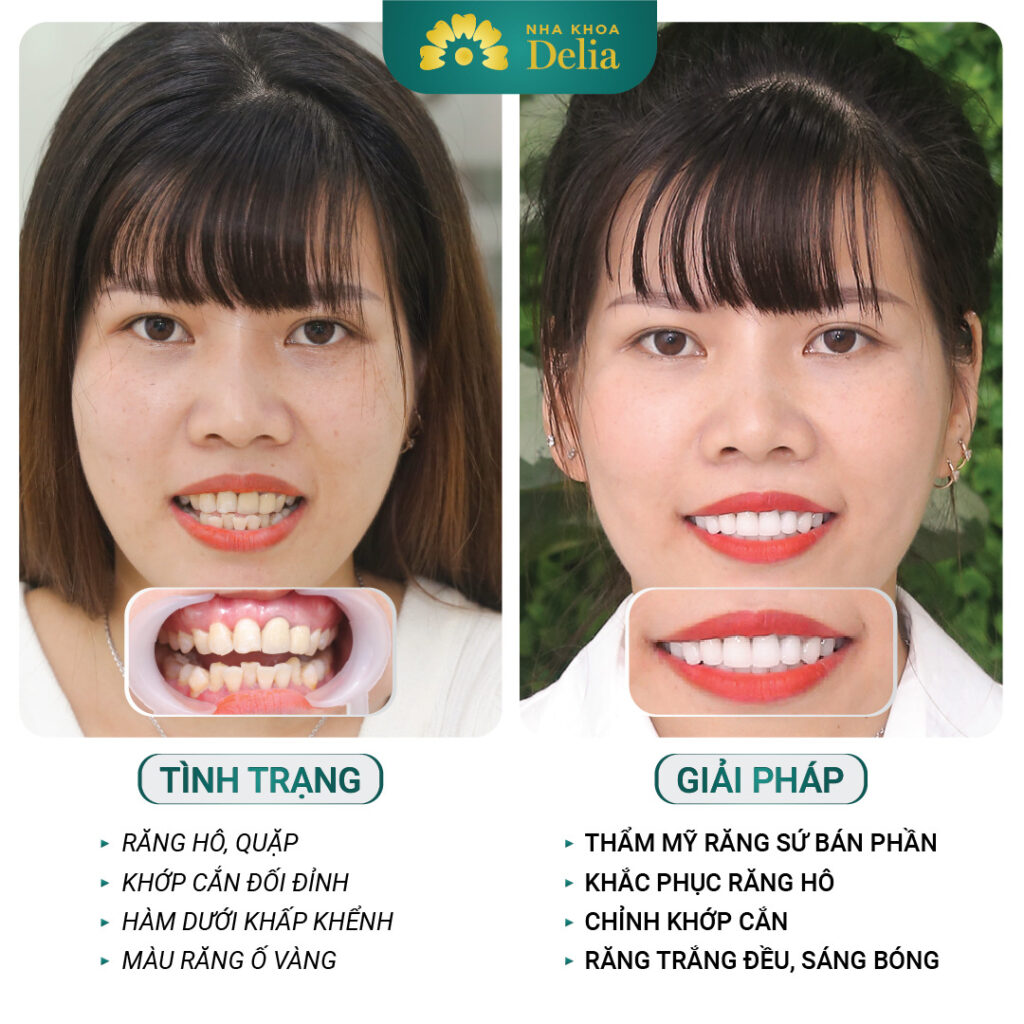 NHA KHOA
Delia
TÌNH TRẠNG
RĂNG HÔ, QUẶP
KHỚP CẮN ĐỐI ĐỈNH
HÀM DƯỚI KHẤP KHỂNH
MÀU RĂNG Ố VÀNG
GIẢI PHÁP
THẨM MỸ RĂNG SỨ BÁN PHẦN
KHẮC PHỤC RĂNG HÔ
CHỈNH KHỚP CẮN
RĂNG TRẮNG ĐỀU, SÁNG BÓNG